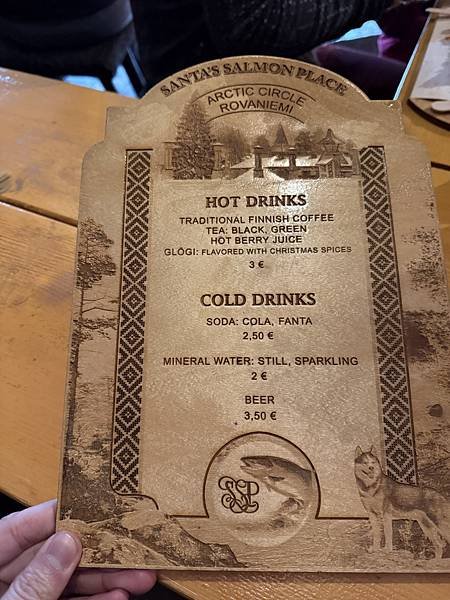 SANTA'S SALMON PLACE
ARCTIC CIRCLE
ROVANIEMI
HOT DRINKS
TRADITIONAL FINNISH COFFEE
TEA: BLACK, GREEN
HOT BERRY JUICE
GLÖGI: FLAVORED WITH CHRISTMAS SPICES
3 €
COLD DRINKS
SODA: COLA, FANTA
2,50 €
MINERAL WATER: STILL, SPARKLING
2 €
BEER
3,50 €
SSP